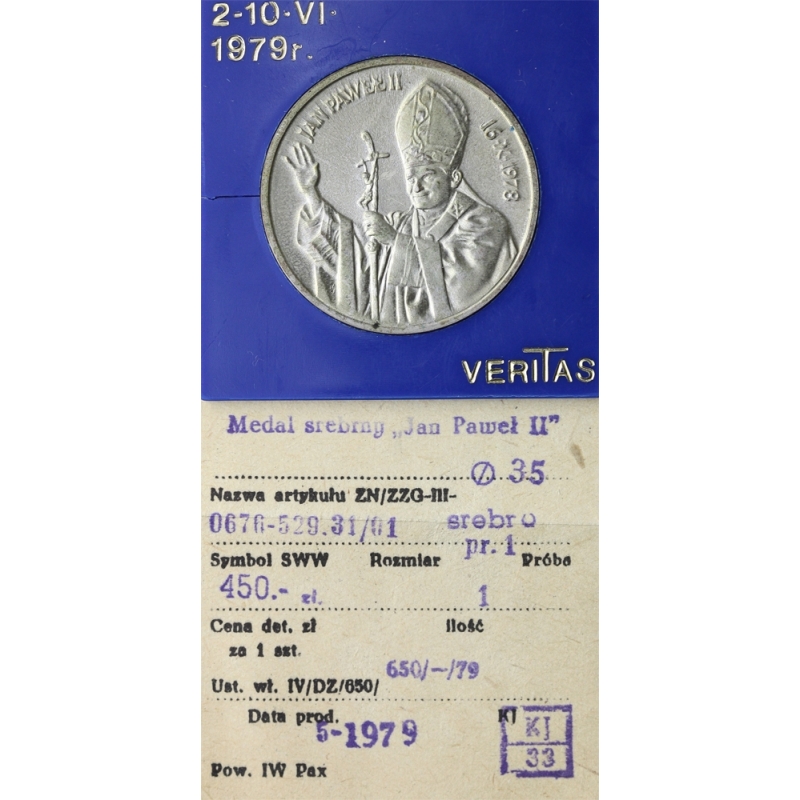 2-10-VI-
1979r.
JAN PAWEŁ II
16-X-1978
VERITAS
Medal srebrny „Jan Paweł II”
∅ 35
Nazwa artykułu ZN/ZZG-III-
0676-529.31/01 srebro
pr. 1
Symbol SWW Rozmiar Próba
450.- zł. 1
Cena det. zł Ilość
za 1 szt.
650/-/79
Ust. wł. IV/DZ/650/
Data prod. KJ
5-1979 KJ
33
Pow. IW Pax